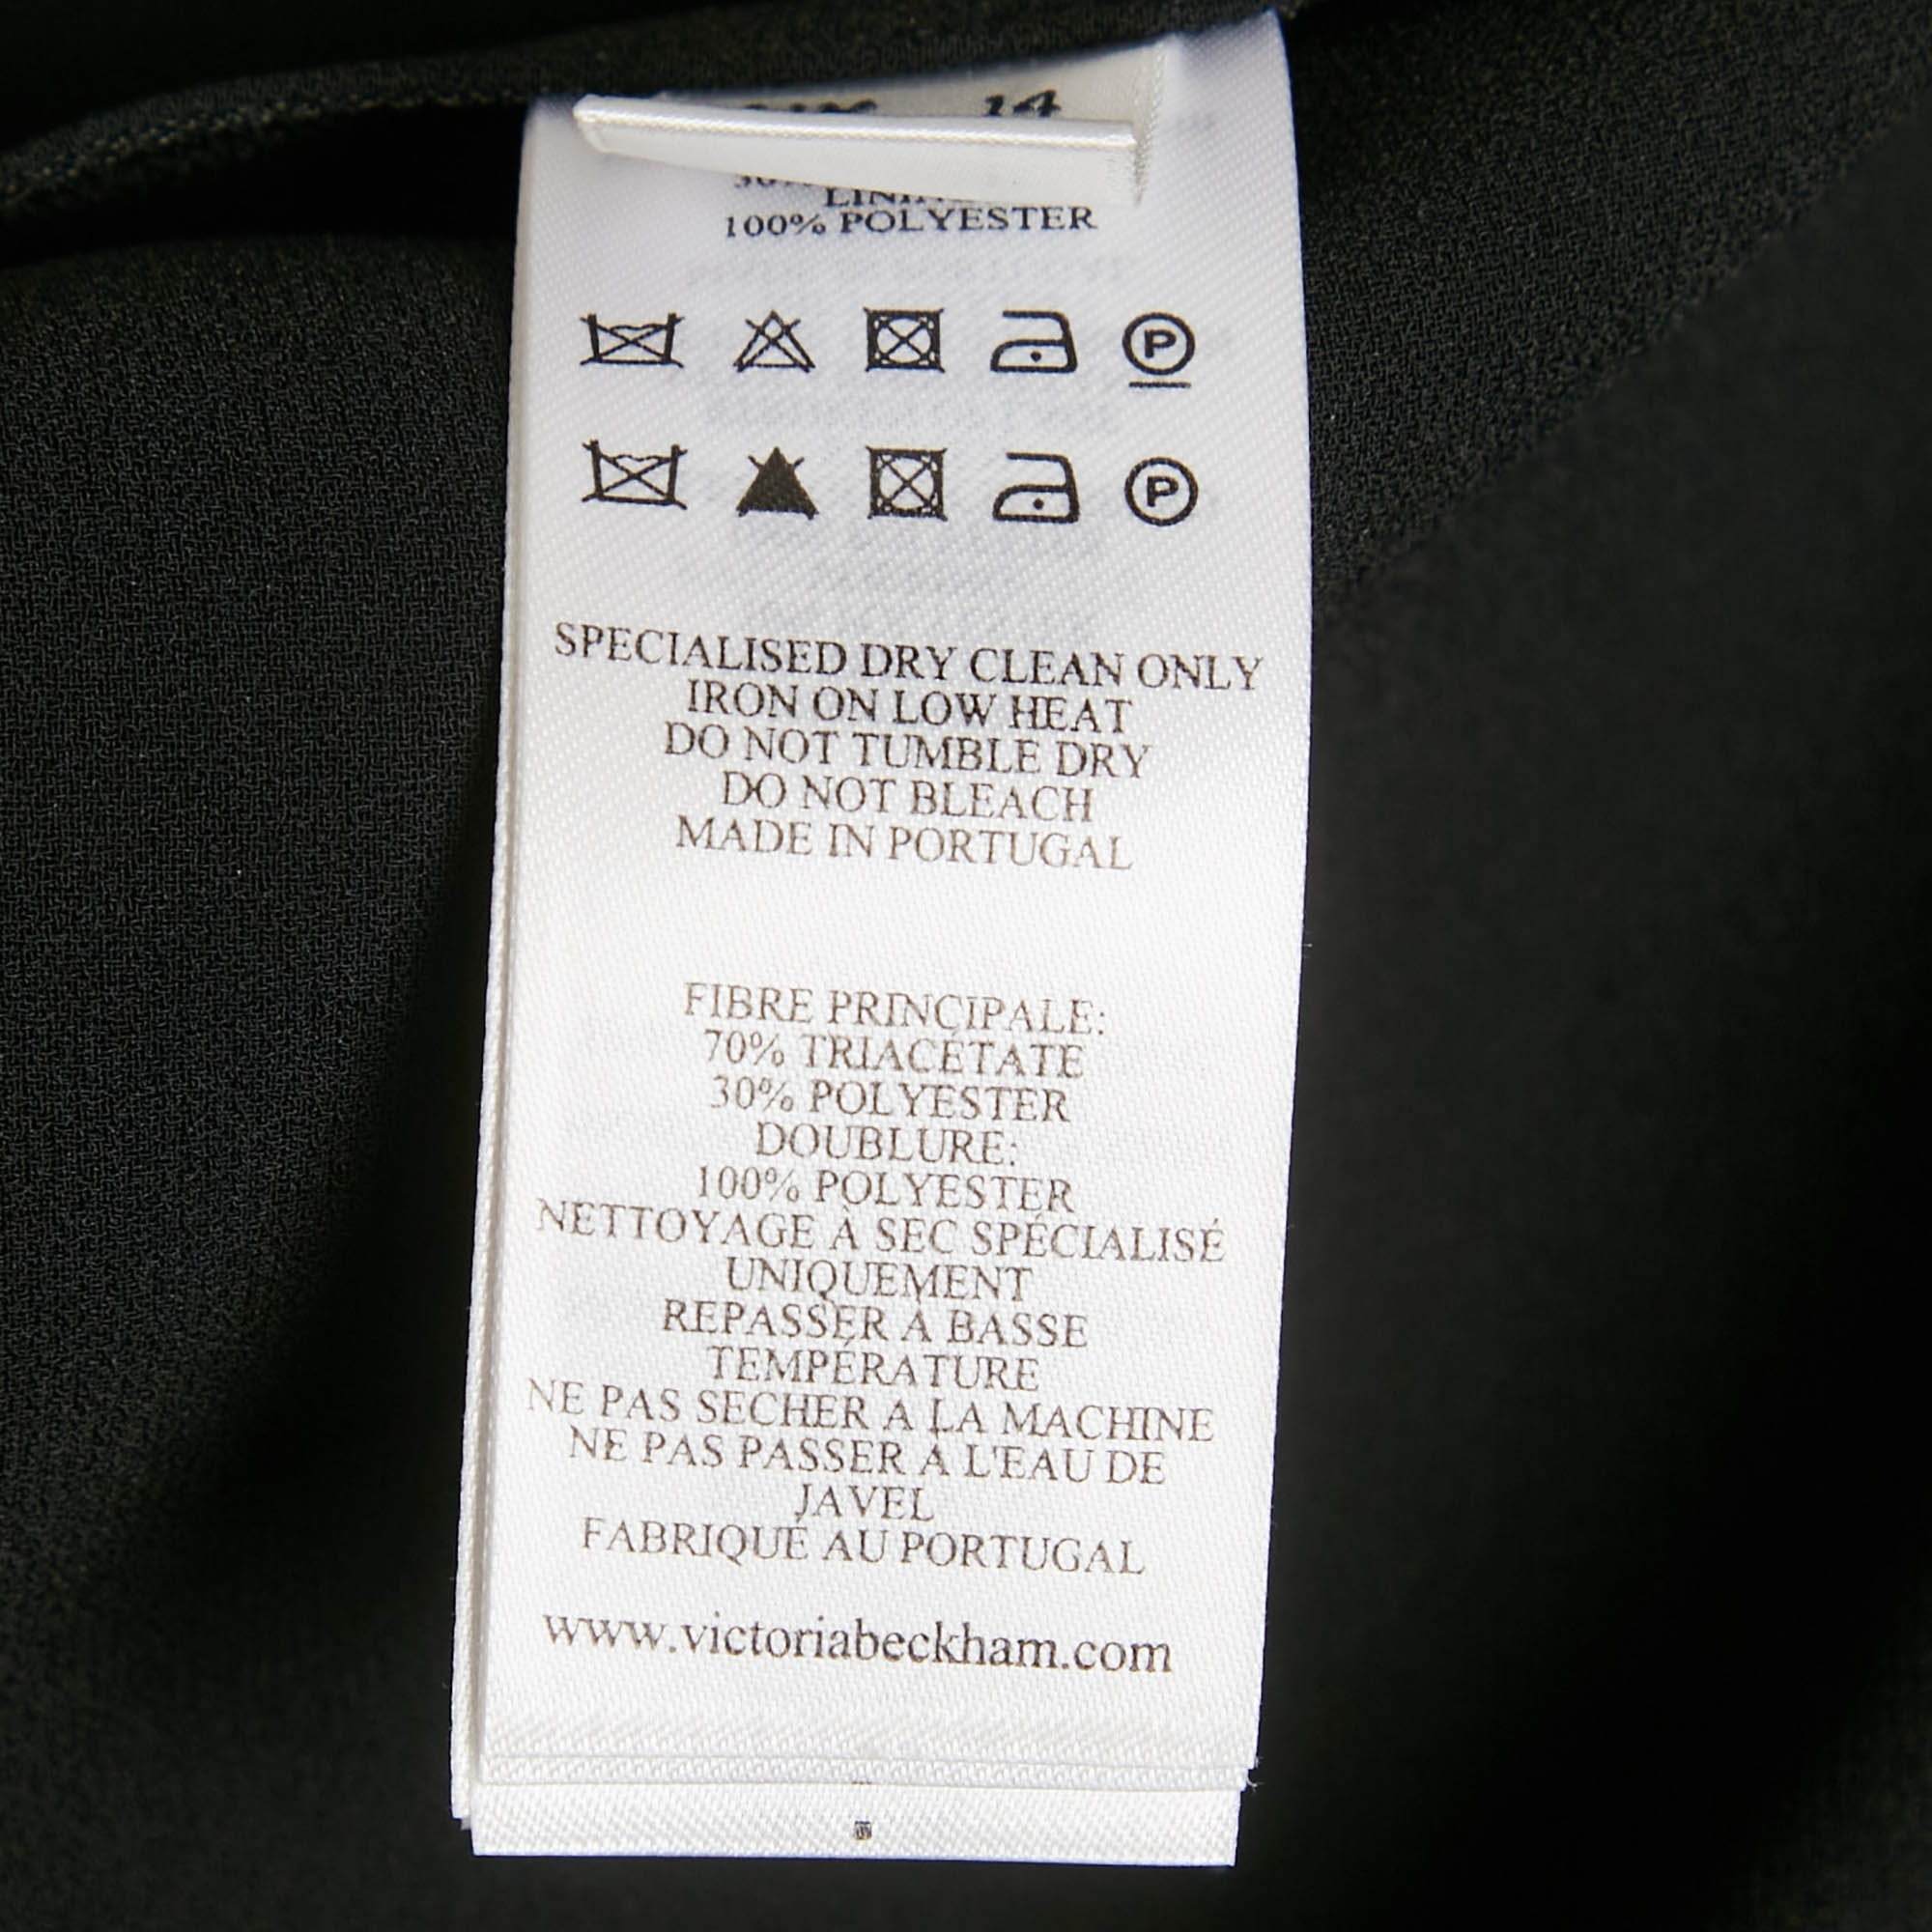 14
100% POLYESTER
P
P
SPECIALISED DRY CLEAN ONLY
IRON ON LOW HEAT
DO NOT TUMBLE DRY
DO NOT BLEACH
MADE IN PORTUGAL
FIBRE PRINCIPALE:
70% TRIACÉTATE
30% POLYESTER
DOUBLURE:
100% POLYESTER
NETTOYAGE À SEC SPÉCIALISÉ
UNIQUEMENT
REPASSER À BASSE
TEMPÉRATURE
NE PAS SECHER A LA MACHINE
NE PAS PASSER À L'EAU DE
JAVEL
FABRIQUÉ AU PORTUGAL
www.victoriabeckham.com